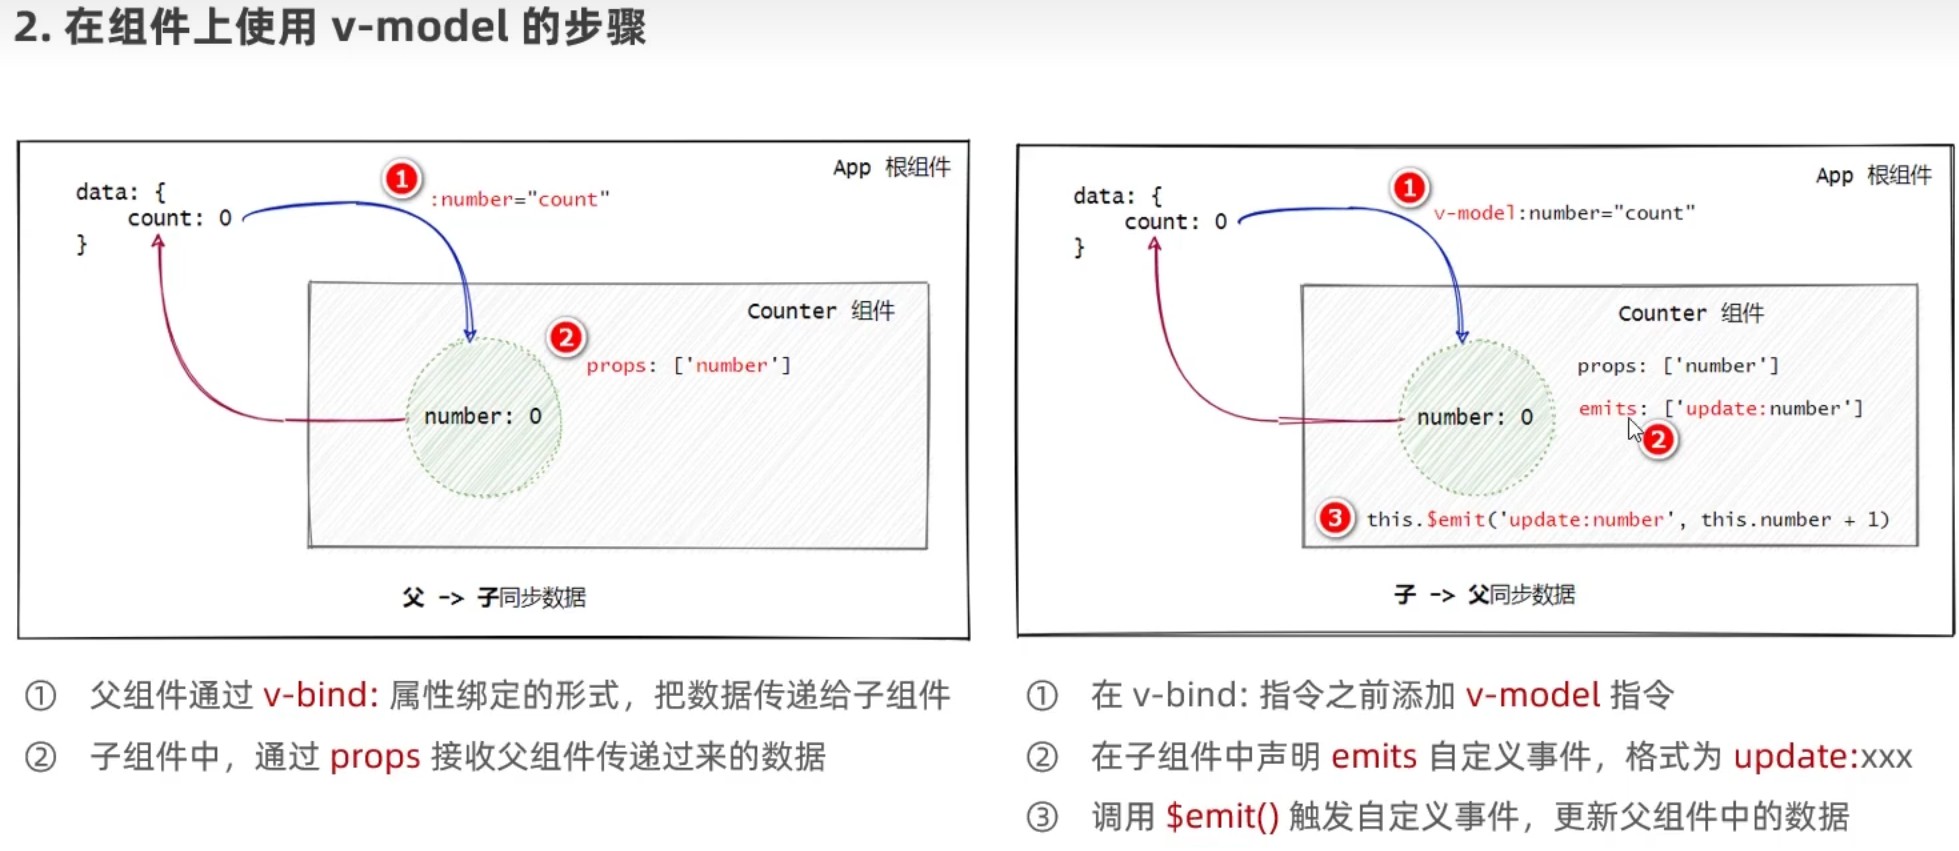 2. 在组件上使用 v-model 的步骤
App 根组件
data: {
count: 0
}
1
:number="count"
Counter 组件
2
props: ['number']
number: 0
父 -> 子同步数据
① 父组件通过 v-bind: 属性绑定的形式，把数据传递给子组件
② 子组件中，通过 props 接收父组件传递过来的数据
App 根组件
data: {
count: 0
}
1
v-model:number="count"
Counter 组件
props: ['number']
emits: ['update:number']
2
number: 0
3 this.$emit('update:number', this.number + 1)
子 -> 父同步数据
① 在 v-bind: 指令之前添加 v-model 指令
② 在子组件中声明 emits 自定义事件，格式为 update:xxx
③ 调用 $emit() 触发自定义事件，更新父组件中的数据